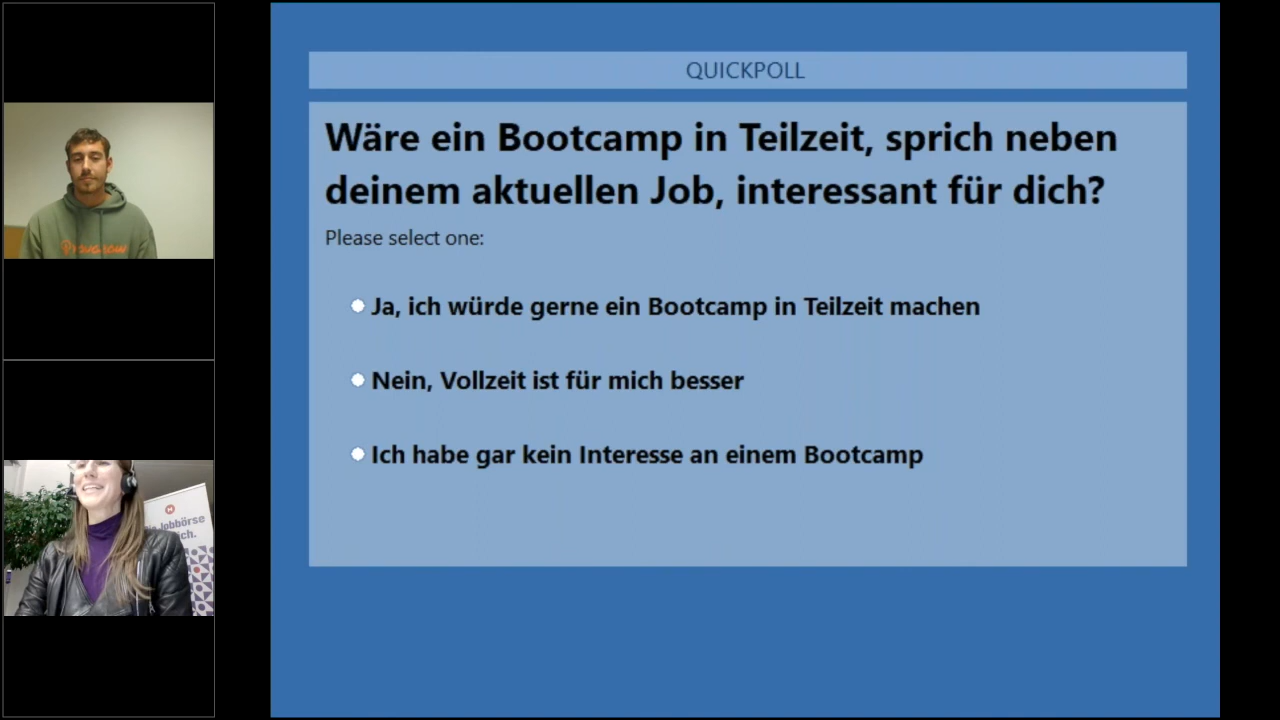 QUICKPOLL
Wäre ein Bootcamp in Teilzeit, sprich neben
deinem aktuellen Job, interessant für dich?
Please select one:
Ja, ich würde gerne ein Bootcamp in Teilzeit machen
Nein, Vollzeit ist für mich besser
Ich habe gar kein Interesse an einem Bootcamp
Jobbörse